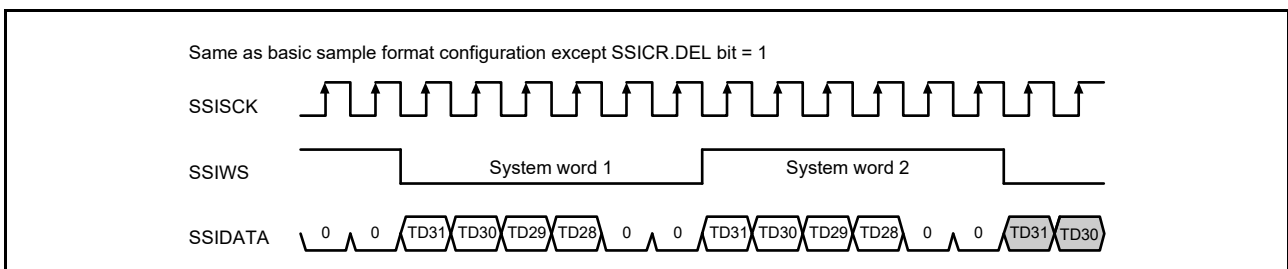 Same as basic sample format configuration except SSICR.DEL bit = 1
SSISCK
SSIWS System word 1 System word 2
SSIDATA 0 0 TD31 TD30 TD29 TD28 0 0 TD31 TD30 TD29 TD28 0 0 TD31 TD30